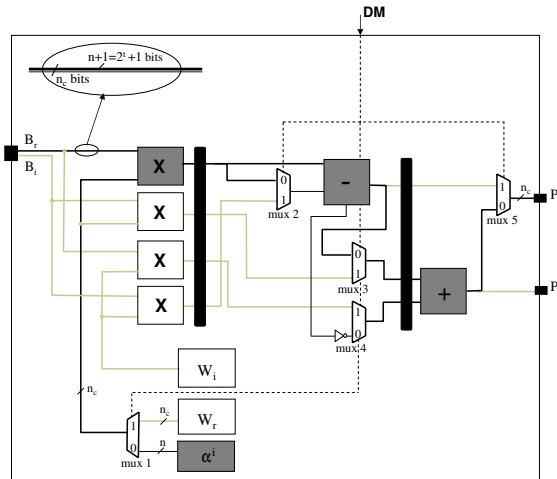 DM
n+1=2^t+1 bits
n_c bits
B_r
B_i
X
X
X
X
0
1
mux 2
-
1
0
mux 5
n_c
P
0
1
mux 3
1
0
mux 4
+
P
W_i
n_c
n_c
W_r
1
0
mux 1
n
α^i